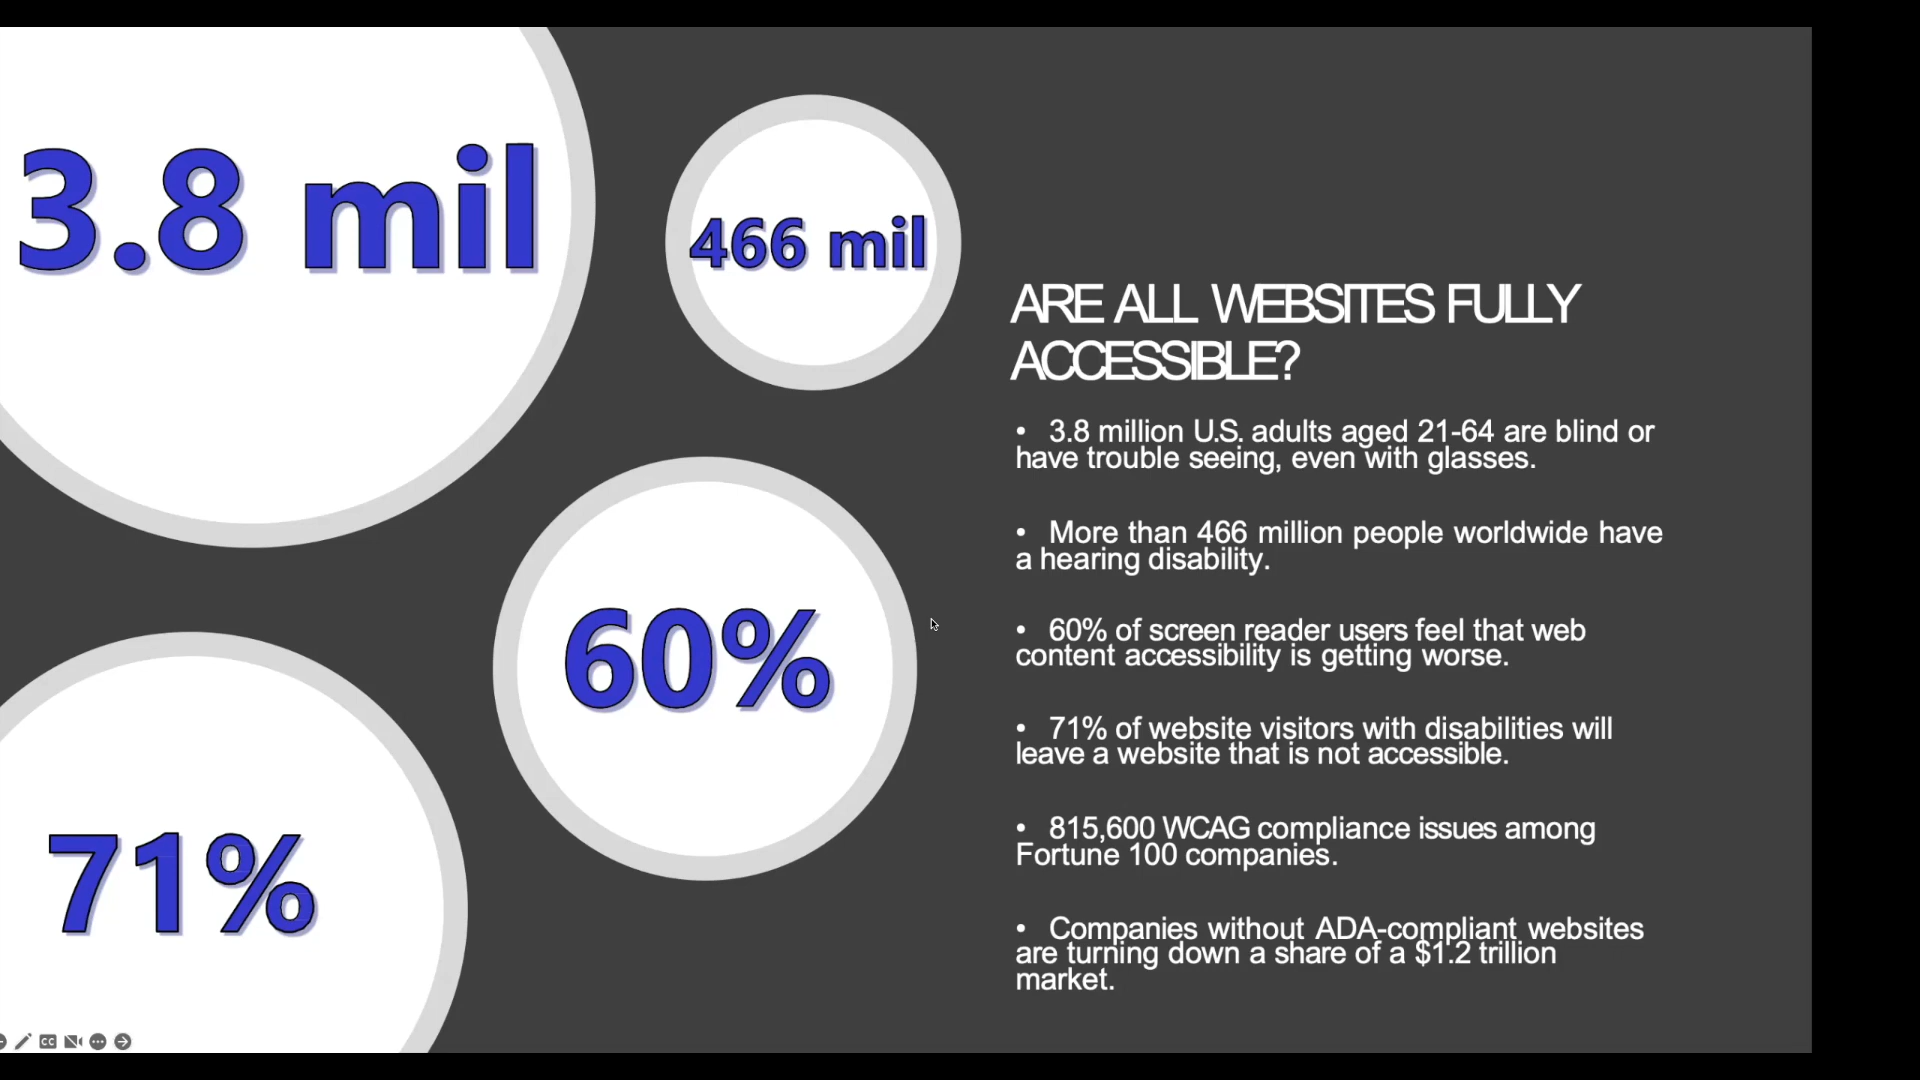 3.8 mil
466 mil
60%
71%
ARE ALL WEBSITES FULLY
ACCESSIBLE?
• 3.8 million U.S. adults aged 21-64 are blind or
have trouble seeing, even with glasses.
• More than 466 million people worldwide have
a hearing disability.
• 60% of screen reader users feel that web
content accessibility is getting worse.
• 71% of website visitors with disabilities will
leave a website that is not accessible.
• 815,600 WCAG compliance issues among
Fortune 100 companies.
• Companies without ADA-compliant websites
are turning down a share of a $1.2 trillion
market.
CC